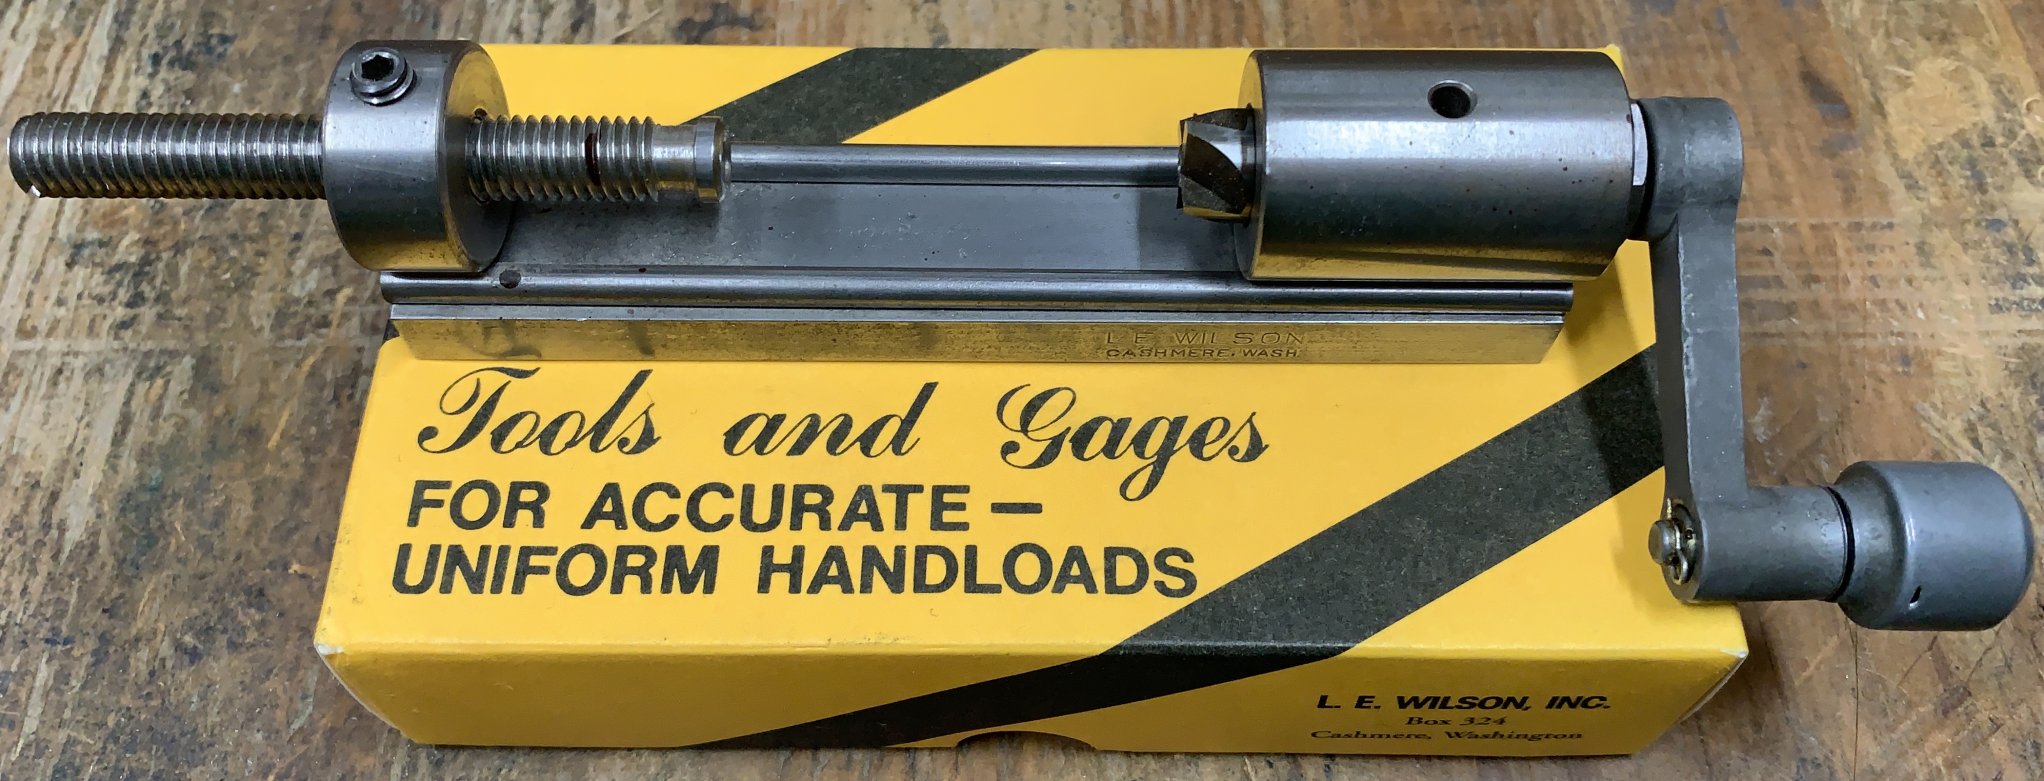 L E WILSON
CASHMERE, WASH
Tools and Gages
FOR ACCURATE –
UNIFORM HANDLOADS
L. E. WILSON, INC.
Box 324
Cashmere, Washington